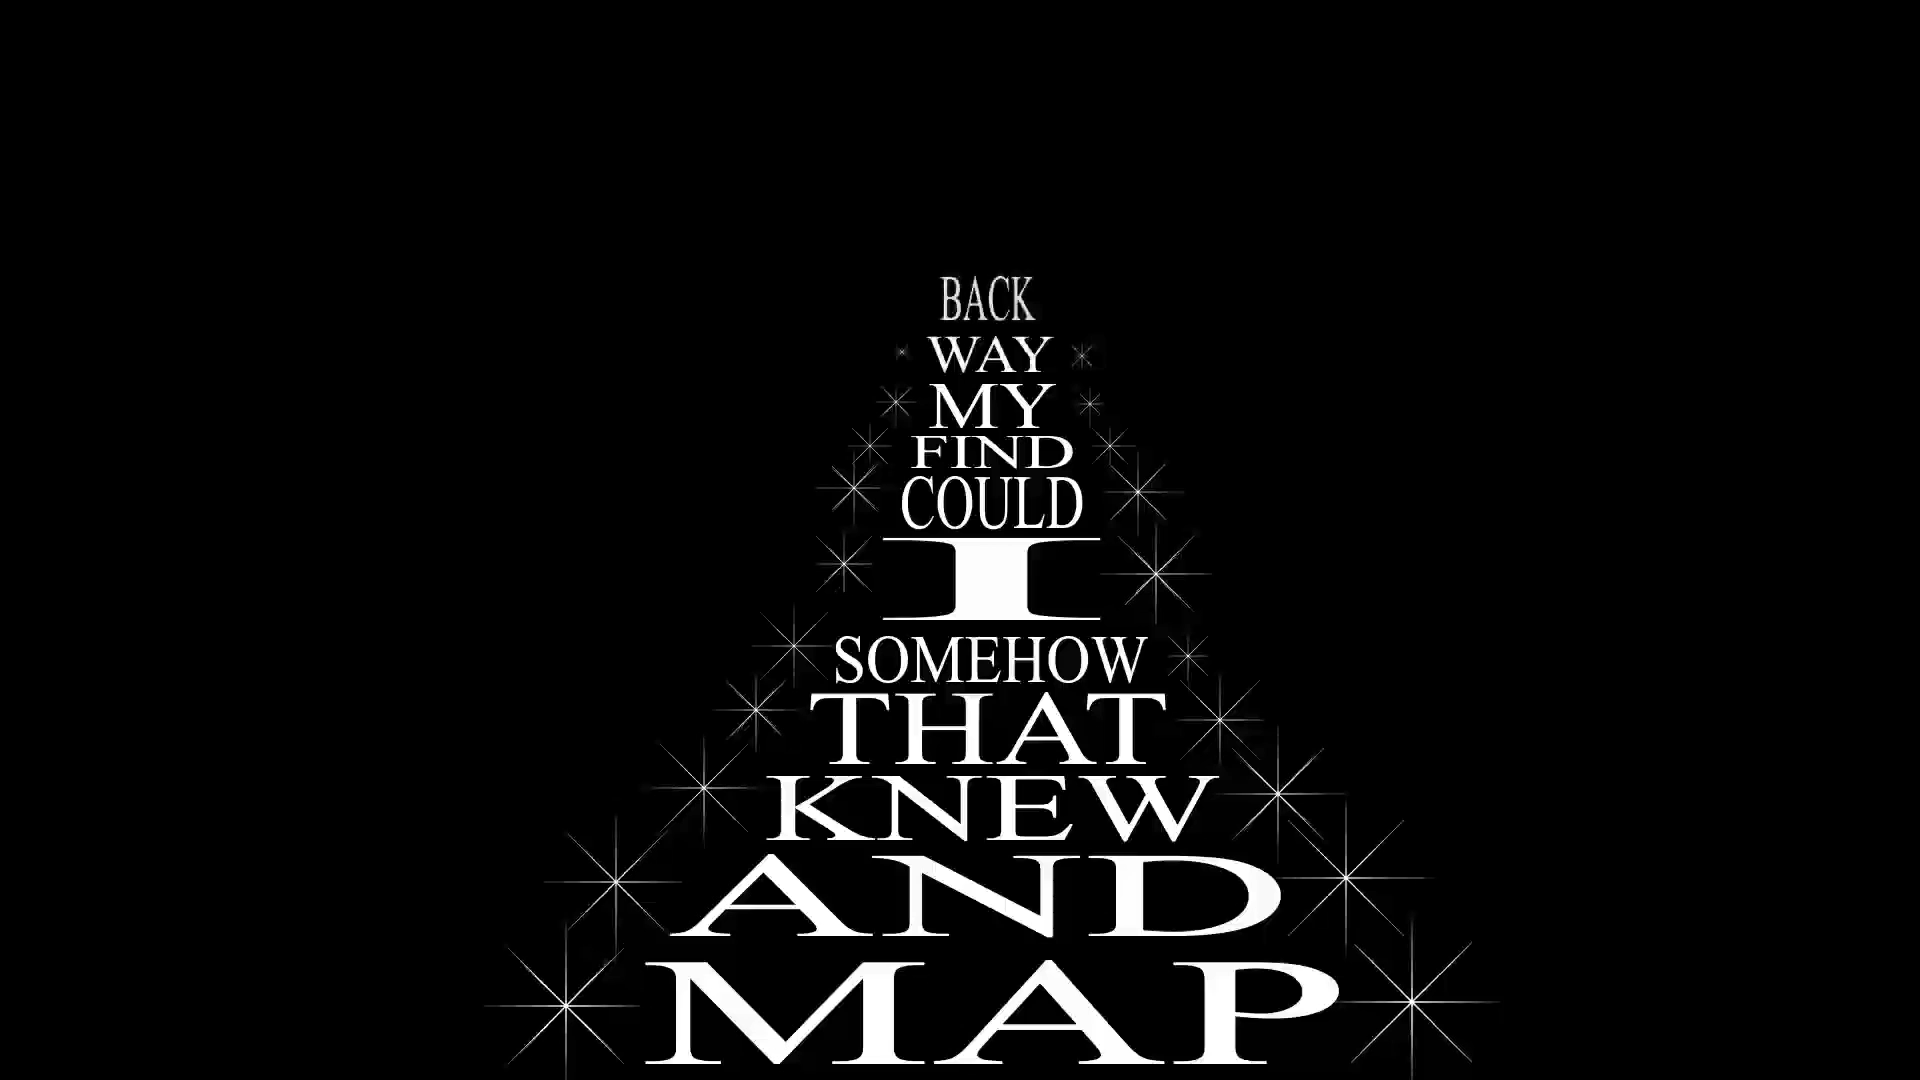 BACK
WAY
MY
FIND
COULD
I
SOMEHOW
THAT
KNEW
AND
MAP